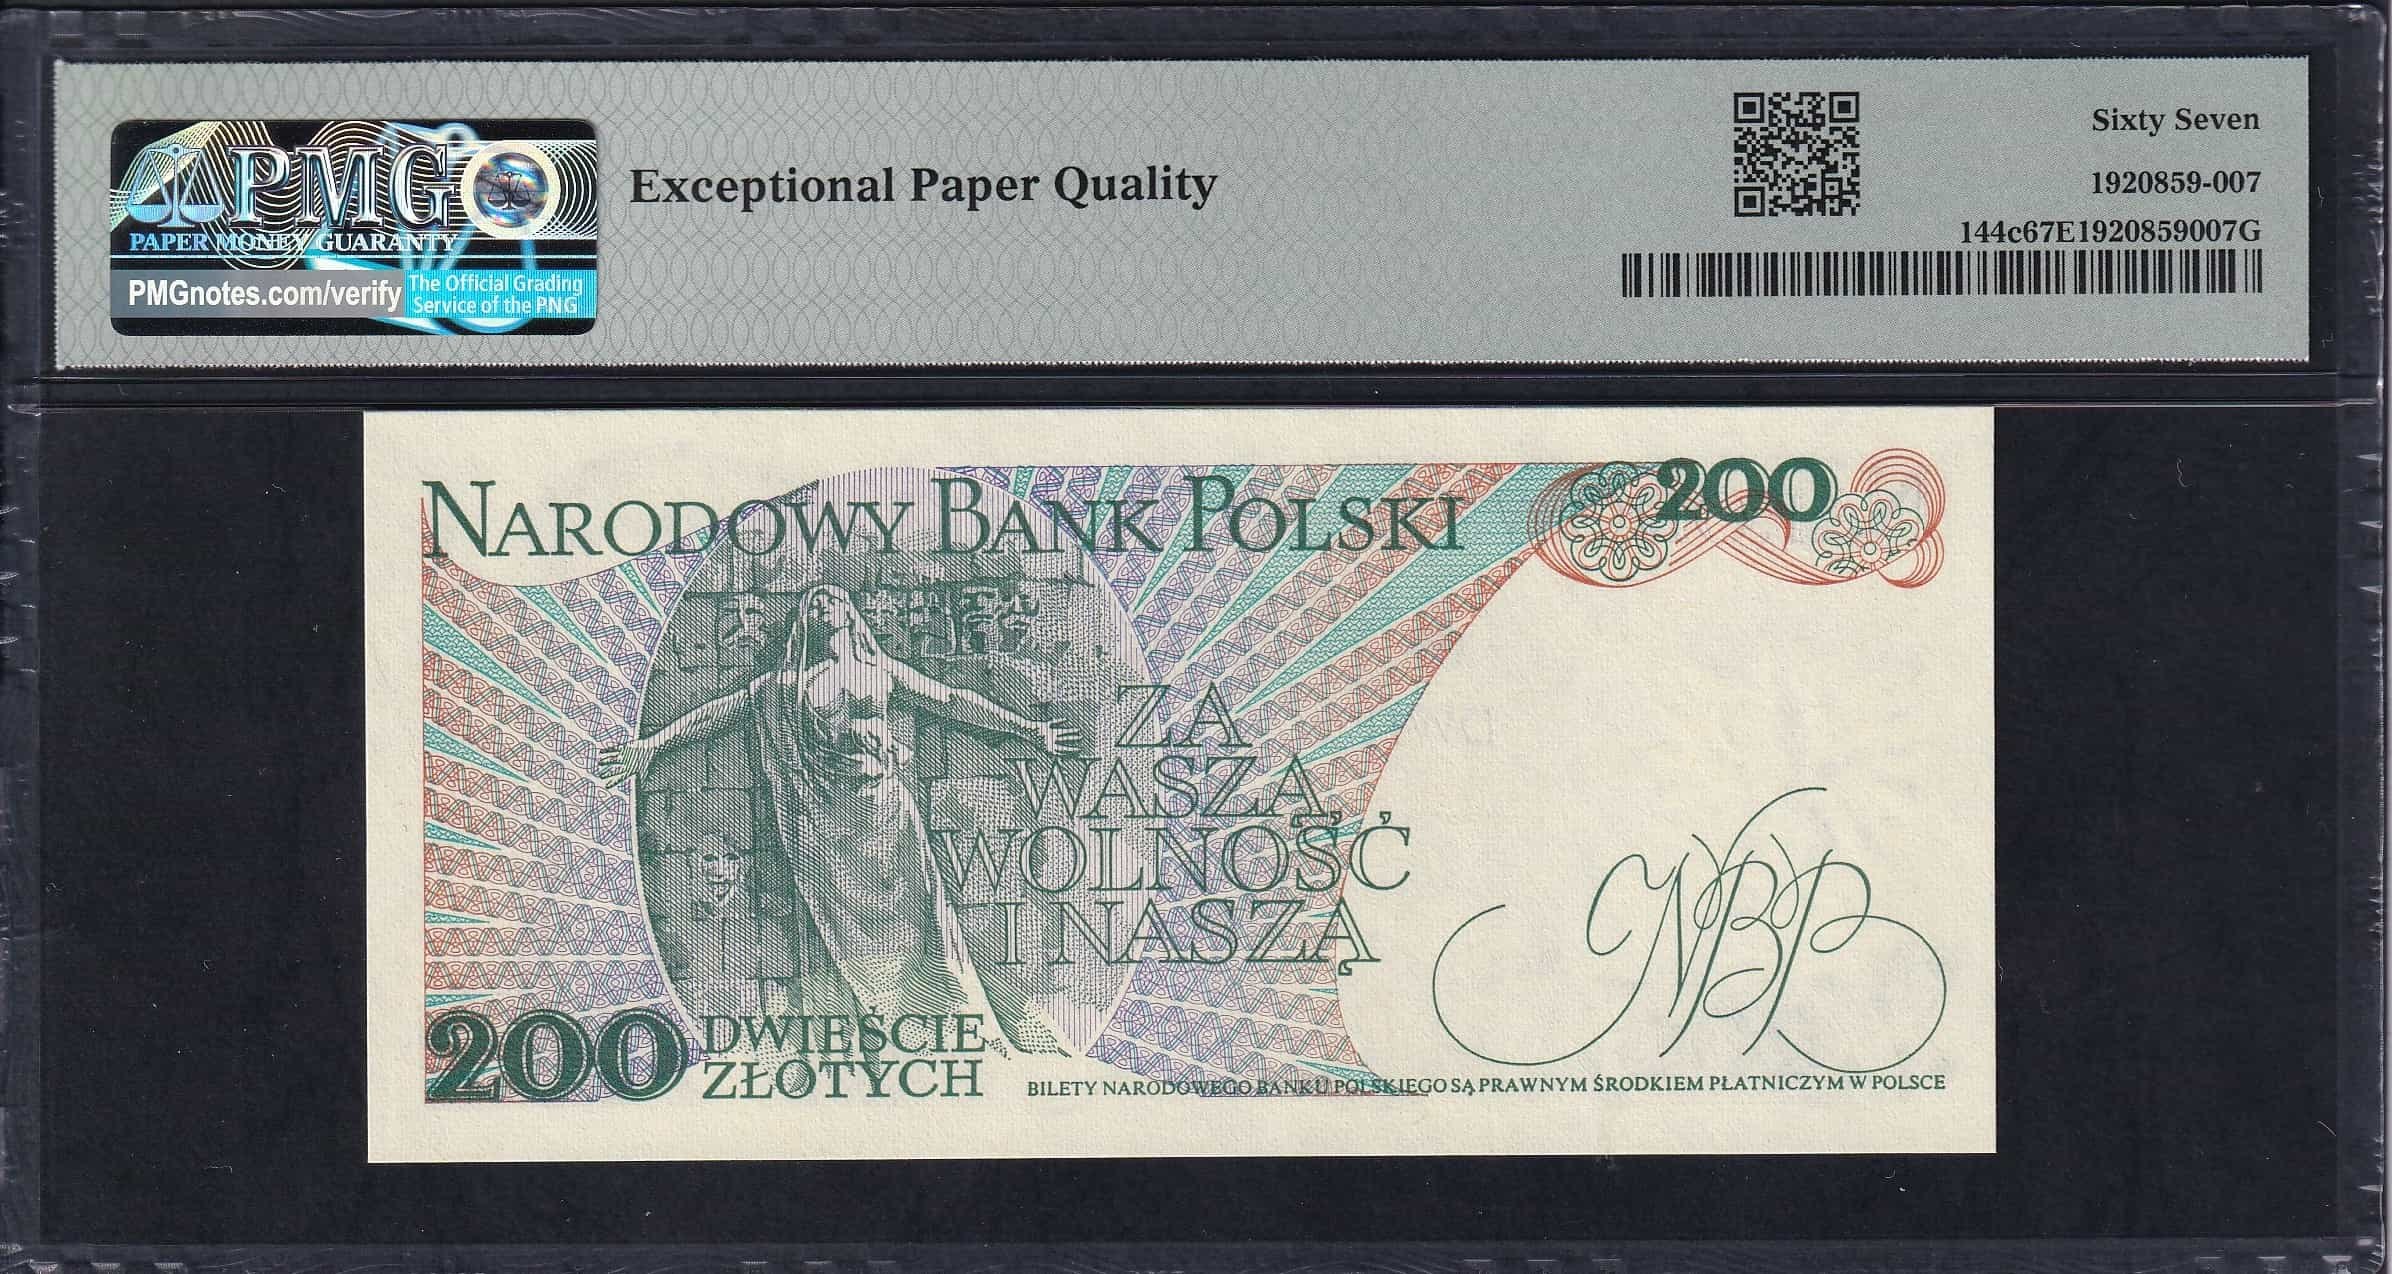 PMG
PAPER MONEY GUARANTY
PMGnotes.com/verify
The Official Grading
Service of the PNG
Exceptional Paper Quality
Sixty Seven
1920859-007
144c67E1920859007G
NARODOWY BANK POLSKI
200
ZA
WASZĄ,
WOLNOŚĆ
I NASZĄ
NBP
200
DWIEŚCIE
ZŁOTYCH
BILETY NARODOWEGO BANKU POLSKIEGO SĄ PRAWNYM ŚRODKIEM PŁATNICZYM W POLSCE